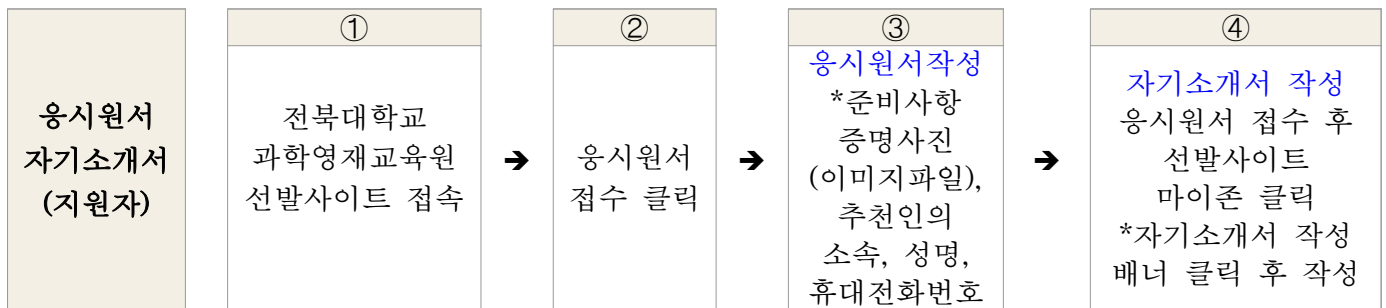 응시원서
자기소개서
(지원자)
①
전북대학교
과학영재교육원
선발사이트 접속
➔
②
응시원서
접수 클릭
➔
③
응시원서작성
*준비사항
증명사진
(이미지파일),
추천인의
소속, 성명,
휴대전화번호
➔
④
자기소개서 작성
응시원서 접수 후
선발사이트
마이존 클릭
*자기소개서 작성
배너 클릭 후 작성